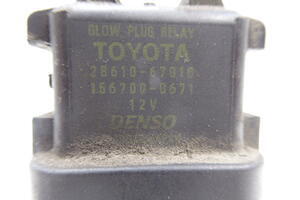 GLOW PLUG RELAY
TOYOTA
28610-67010
156700-0671
12V
DENSO